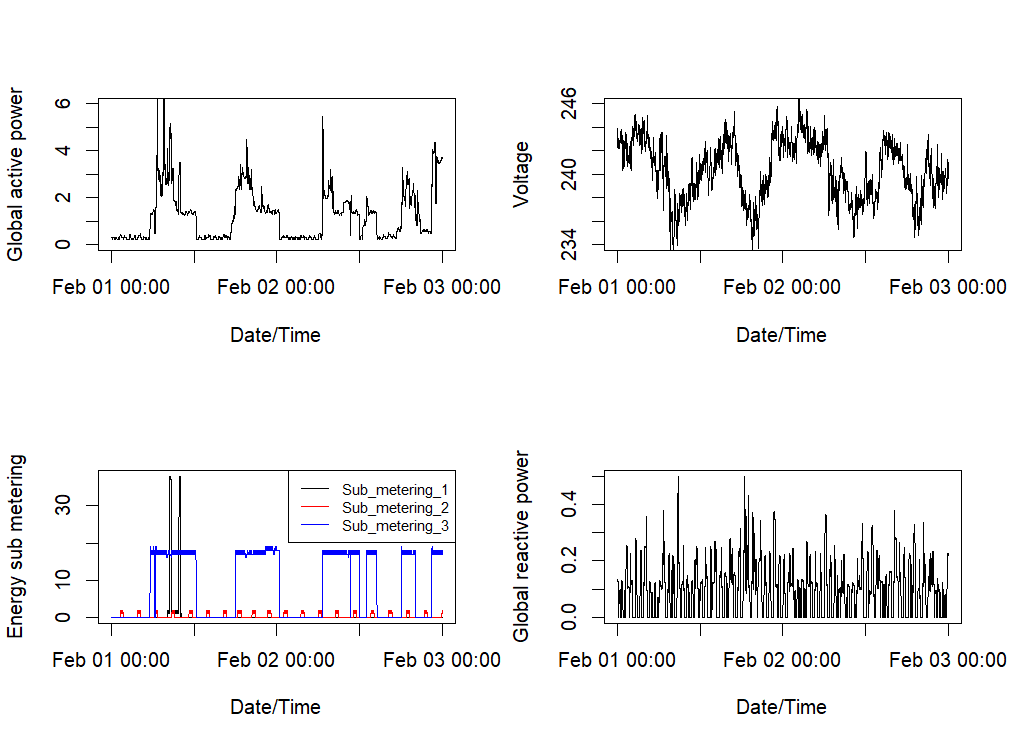 Global active power
6
4
2
0
Feb 01 00:00 Feb 02 00:00 Feb 03 00:00
Date/Time
Voltage
246
240
234
Feb 01 00:00 Feb 02 00:00 Feb 03 00:00
Date/Time
Energy sub metering
30
10
0
Sub_metering_1
Sub_metering_2
Sub_metering_3
Feb 01 00:00 Feb 02 00:00 Feb 03 00:00
Date/Time
Global reactive power
0.4
0.2
0.0
Feb 01 00:00 Feb 02 00:00 Feb 03 00:00
Date/Time